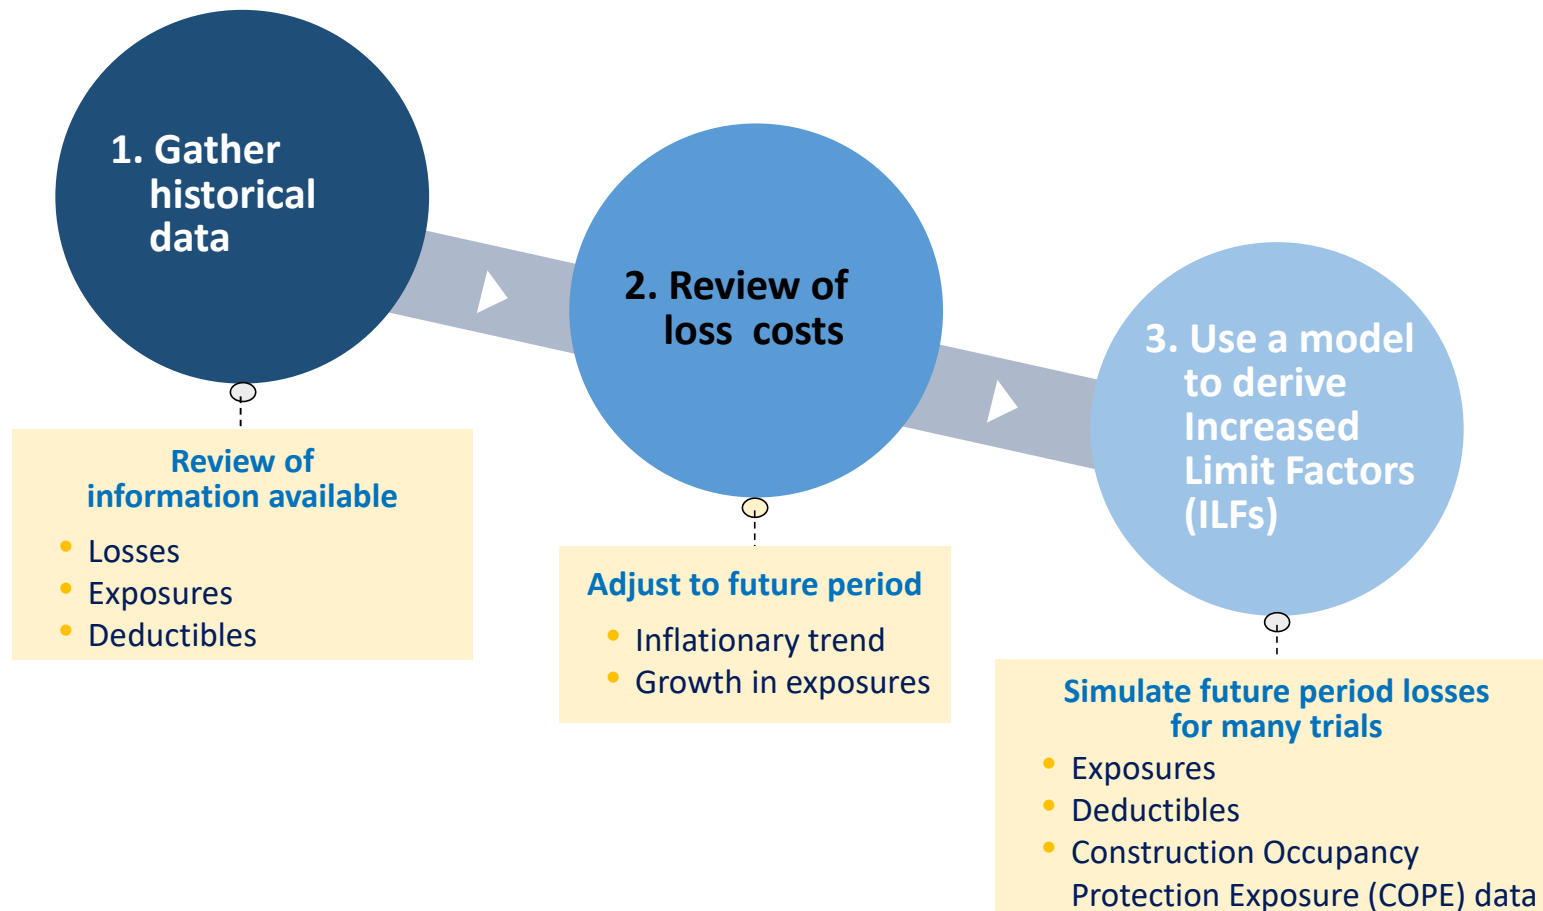 1. Gather
historical
data
Review of
information available
• Losses
• Exposures
• Deductibles
2. Review of
loss costs
Adjust to future period
• Inflationary trend
• Growth in exposures
3. Use a model
to derive
Increased
Limit Factors
(ILFs)
Simulate future period losses
for many trials
• Exposures
• Deductibles
• Construction Occupancy
Protection Exposure (COPE) data